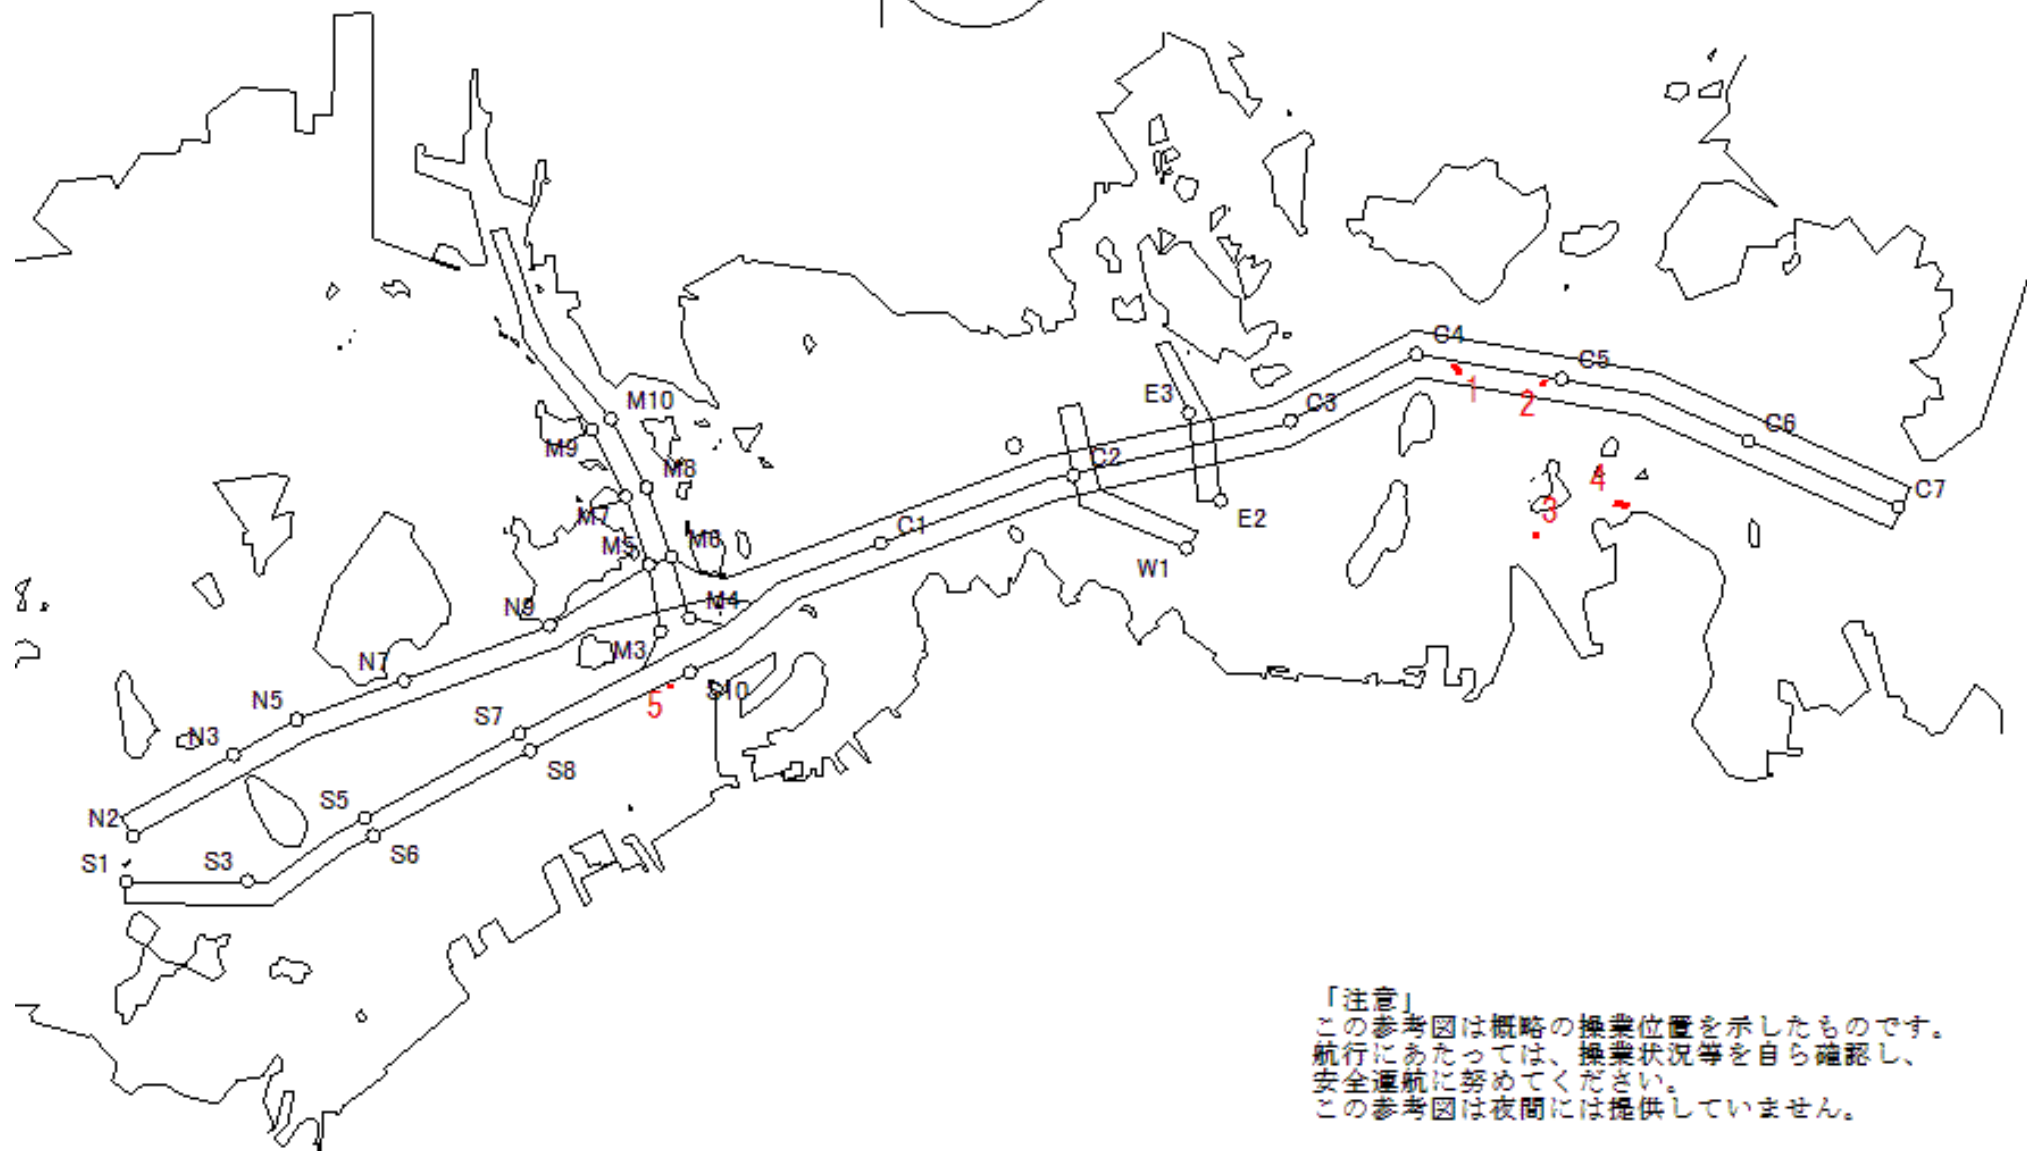 C4
C5
1
2
E3
C3
M10
C6
M9
C2
M8
4
C7
M7
3
E2
C1
M6
M5
W1
N9
M4
M3
N7
S10
5
N5
S7
N3
S8
S5
N2
S6
S1
S3
「注意」
この参考図は概略の操業位置を示したものです。
航行にあたっては、操業状況等を自ら確認し、
安全運航に努めてください。
この参考図は夜間には提供していません。